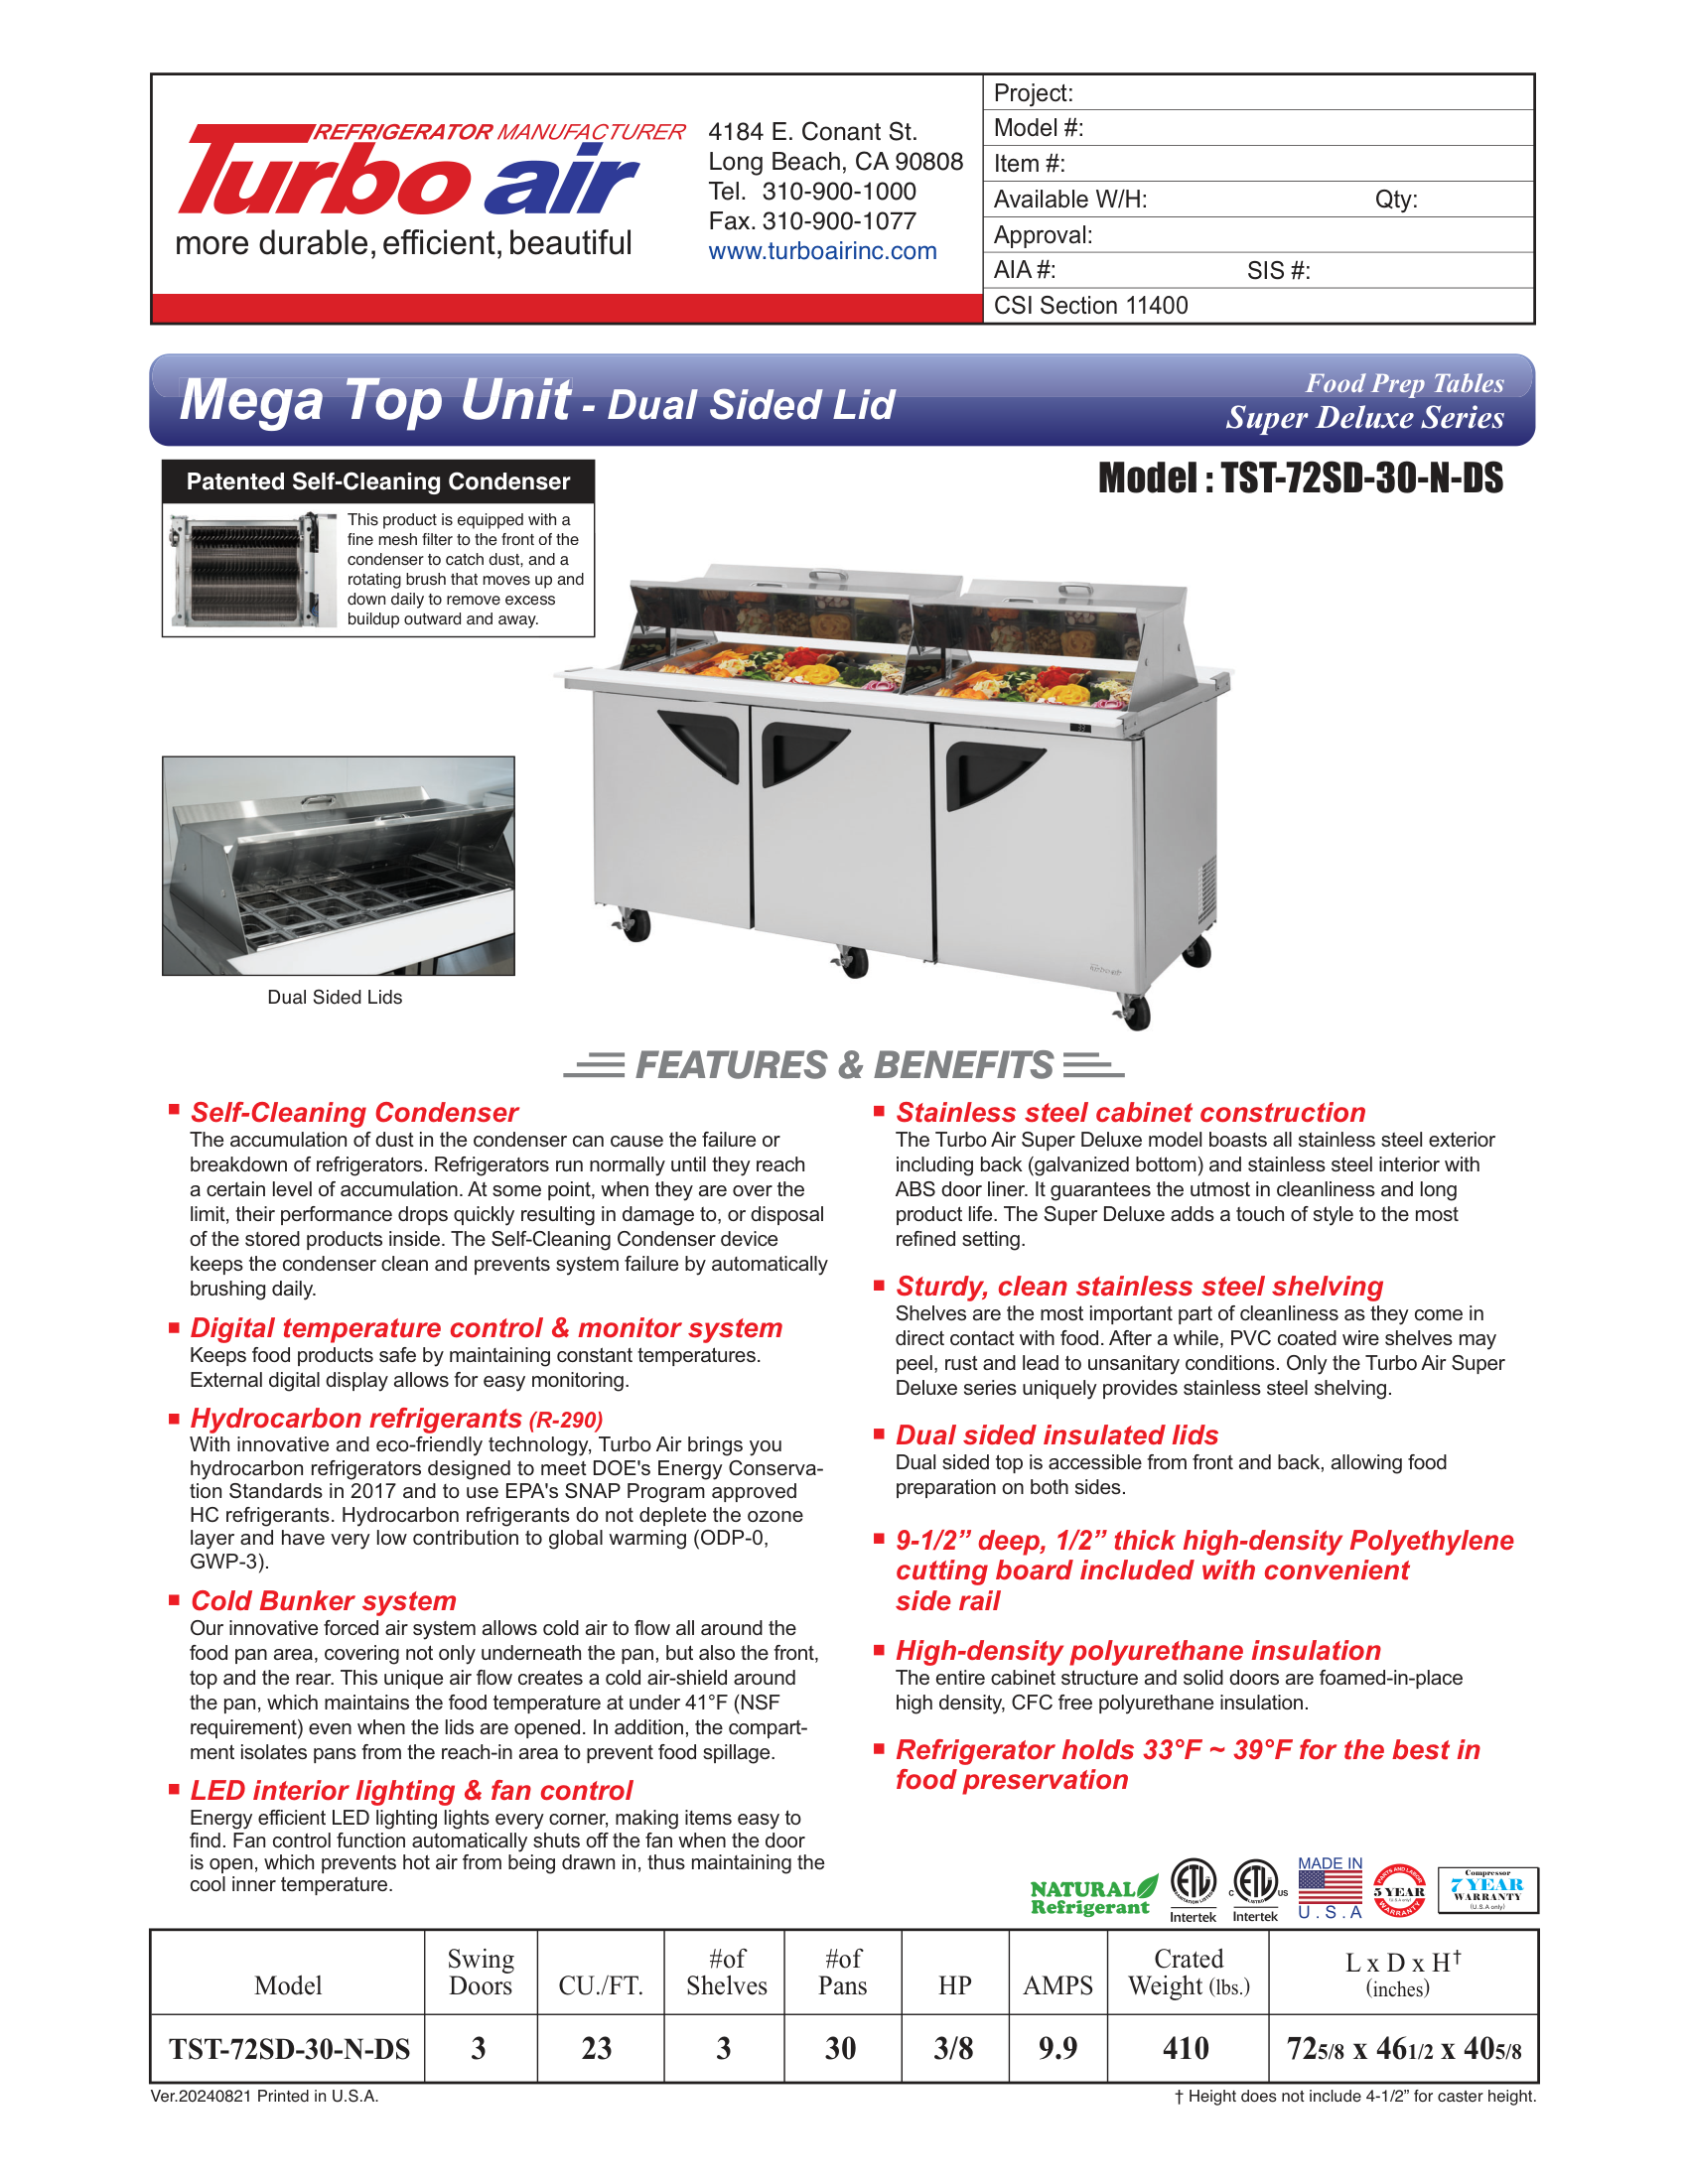 REFRIGERATOR MANUFACTURER
Turbo air
more durable, efficient, beautiful
4184 E. Conant St.
Long Beach, CA 90808
Tel. 310-900-1000
Fax. 310-900-1077
www.turboairinc.com
Project:
Model #:
Item #:
Available W/H: Qty:
Approval:
AIA #: SIS #:
CSI Section 11400
Mega Top Unit - Dual Sided Lid
Food Prep Tables
Super Deluxe Series
Model : TST-72SD-30-N-DS
Patented Self-Cleaning Condenser
This product is equipped with a
fine mesh filter to the front of the
condenser to catch dust, and a
rotating brush that moves up and
down daily to remove excess
buildup outward and away.
Turbo air
Dual Sided Lids
FEATURES & BENEFITS
■ Self-Cleaning Condenser
The accumulation of dust in the condenser can cause the failure or
breakdown of refrigerators. Refrigerators run normally until they reach
a certain level of accumulation. At some point, when they are over the
limit, their performance drops quickly resulting in damage to, or disposal
of the stored products inside. The Self-Cleaning Condenser device
keeps the condenser clean and prevents system failure by automatically
brushing daily.
■ Digital temperature control & monitor system
Keeps food products safe by maintaining constant temperatures.
External digital display allows for easy monitoring.
■ Hydrocarbon refrigerants (R-290)
With innovative and eco-friendly technology, Turbo Air brings you
hydrocarbon refrigerators designed to meet DOE's Energy Conserva-
tion Standards in 2017 and to use EPA's SNAP Program approved
HC refrigerants. Hydrocarbon refrigerants do not deplete the ozone
layer and have very low contribution to global warming (ODP-0,
GWP-3).
■ Cold Bunker system
Our innovative forced air system allows cold air to flow all around the
food pan area, covering not only underneath the pan, but also the front,
top and the rear. This unique air flow creates a cold air-shield around
the pan, which maintains the food temperature at under 41°F (NSF
requirement) even when the lids are opened. In addition, the compart-
ment isolates pans from the reach-in area to prevent food spillage.
■ LED interior lighting & fan control
Energy efficient LED lighting lights every corner, making items easy to
find. Fan control function automatically shuts off the fan when the door
is open, which prevents hot air from being drawn in, thus maintaining the
cool inner temperature.
■ Stainless steel cabinet construction
The Turbo Air Super Deluxe model boasts all stainless steel exterior
including back (galvanized bottom) and stainless steel interior with
ABS door liner. It guarantees the utmost in cleanliness and long
product life. The Super Deluxe adds a touch of style to the most
refined setting.
■ Sturdy, clean stainless steel shelving
Shelves are the most important part of cleanliness as they come in
direct contact with food. After a while, PVC coated wire shelves may
peel, rust and lead to unsanitary conditions. Only the Turbo Air Super
Deluxe series uniquely provides stainless steel shelving.
■ Dual sided insulated lids
Dual sided top is accessible from front and back, allowing food
preparation on both sides.
■ 9-1/2” deep, 1/2” thick high-density Polyethylene
cutting board included with convenient
side rail
■ High-density polyurethane insulation
The entire cabinet structure and solid doors are foamed-in-place
high density, CFC free polyurethane insulation.
■ Refrigerator holds 33°F ~ 39°F for the best in
food preservation
NATURAL
Refrigerant
ETL
SANITATION LISTED
Intertek
C ETL US
LISTED
Intertek
MADE IN
U.S.A
PARTS AND LABOR
5 YEAR
WARRANTY
Compressor
7 YEAR
WARRANTY
(U.S.A only)
Model Swing Doors CU./FT. #of Shelves #of Pans HP AMPS Crated Weight (lbs.) L x D x H† (inches)
TST-72SD-30-N-DS 3 23 3 30 3/8 9.9 410 72 5/8 x 46 1/2 x 40 5/8
Ver.20240821 Printed in U.S.A.
† Height does not include 4-1/2” for caster height.